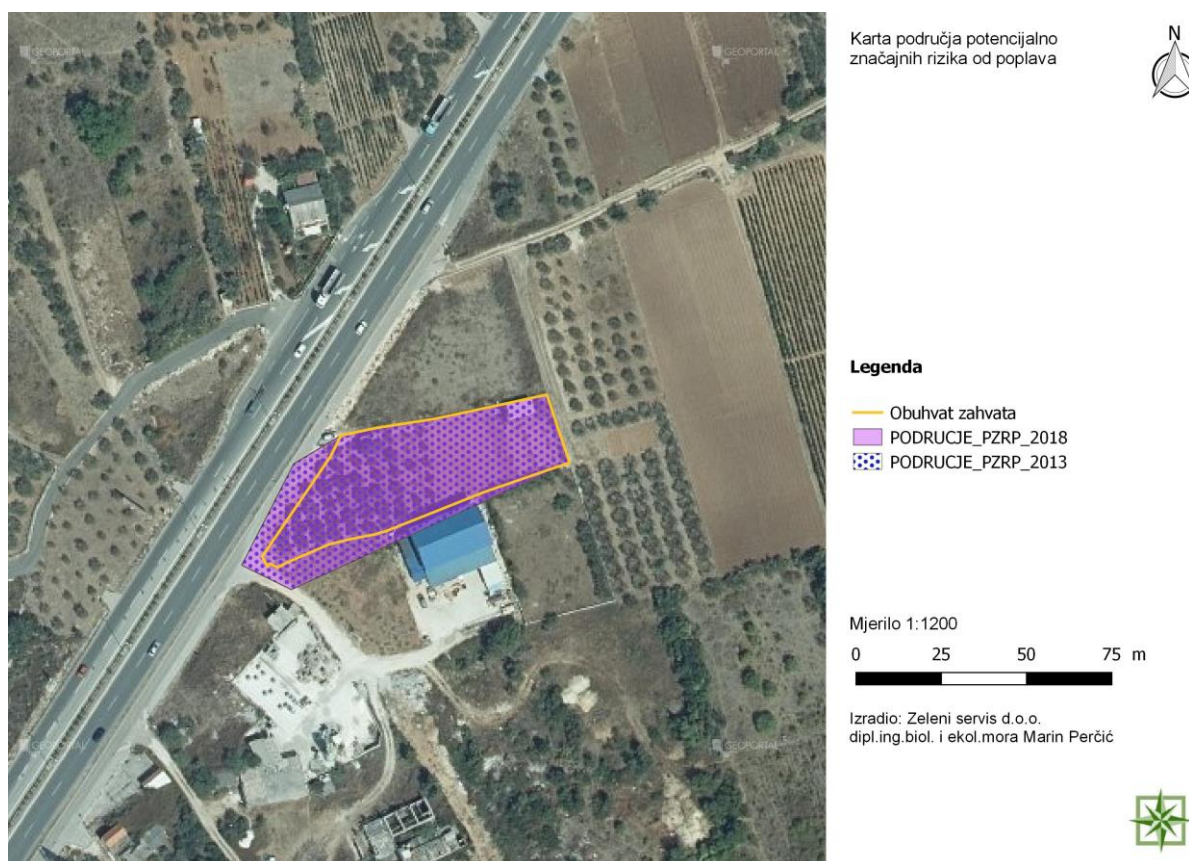 Karta područja potencijalno
značajnih rizika od poplava
N
GEOPORTAL
GEOPORTAL
Legenda
Obuhvat zahvata
PODRUCJE_PZRP_2018
PODRUCJE_PZRP_2013
Mjerilo 1:1200
0 25 50 75 m
Izradio: Zeleni servis d.o.o.
dipl.ing.biol. i ekol.mora Marin Perčić
GEOPORTAL
GEOPORTAL